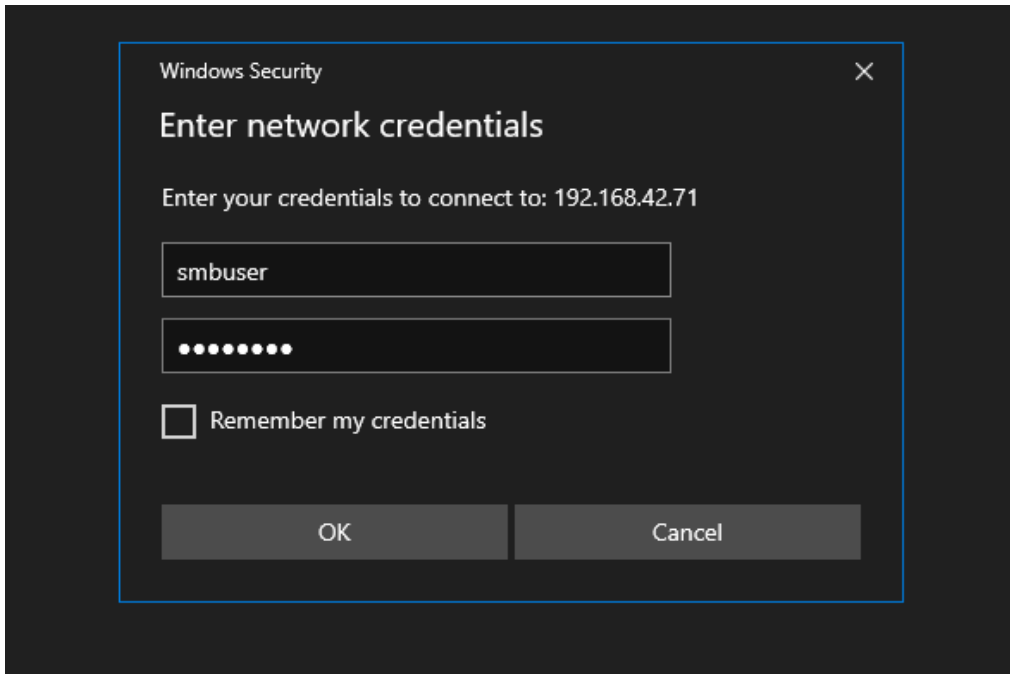 Windows Security
Enter network credentials
Enter your credentials to connect to: 192.168.42.71
smbuser
●●●●●●●●
Remember my credentials
OK
Cancel